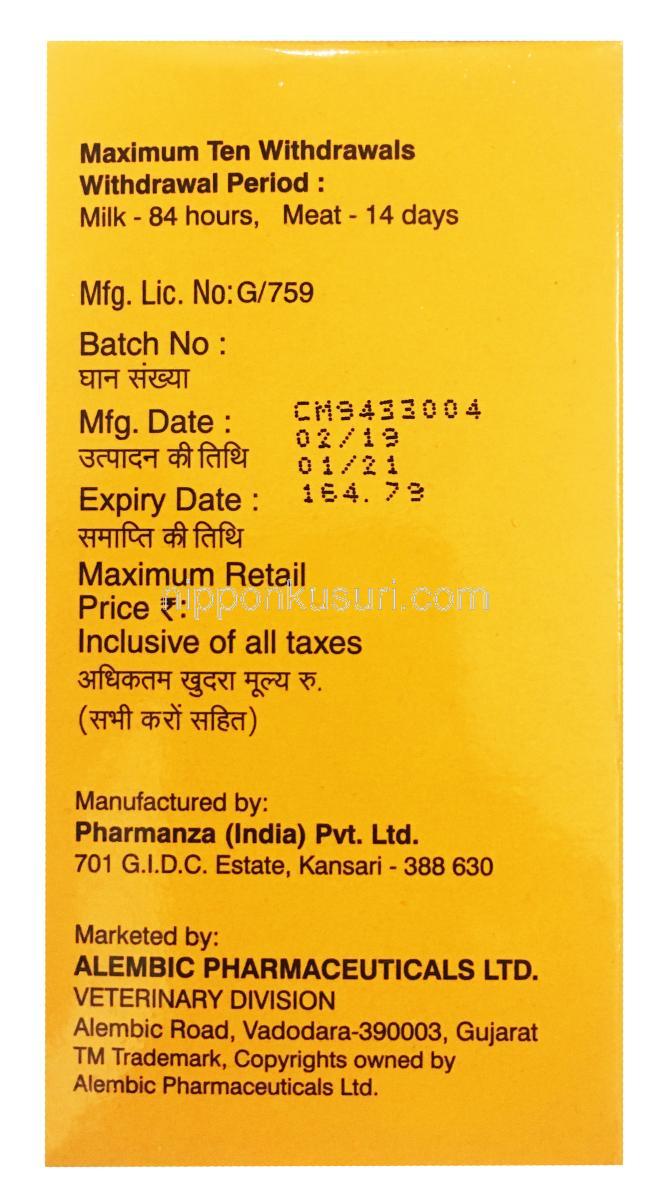 Maximum Ten Withdrawals
Withdrawal Period :
Milk - 84 hours, Meat - 14 days
Mfg. Lic. No:G/759
Batch No :
घान संख्या
CM9433004
Mfg. Date :
02/19
उत्पादन की तिथि
01/21
Expiry Date :
164.79
समाप्ति की तिथि
Maximum Retail
nipponkusuri.com
Price ₹:
Inclusive of all taxes
अधिकतम खुदरा मूल्य रु.
(सभी करों सहित)
Manufactured by:
Pharmanza (India) Pvt. Ltd.
701 G.I.D.C. Estate, Kansari - 388 630
Marketed by:
ALEMBIC PHARMACEUTICALS LTD.
VETERINARY DIVISION
Alembic Road, Vadodara-390003, Gujarat
TM Trademark, Copyrights owned by
Alembic Pharmaceuticals Ltd.